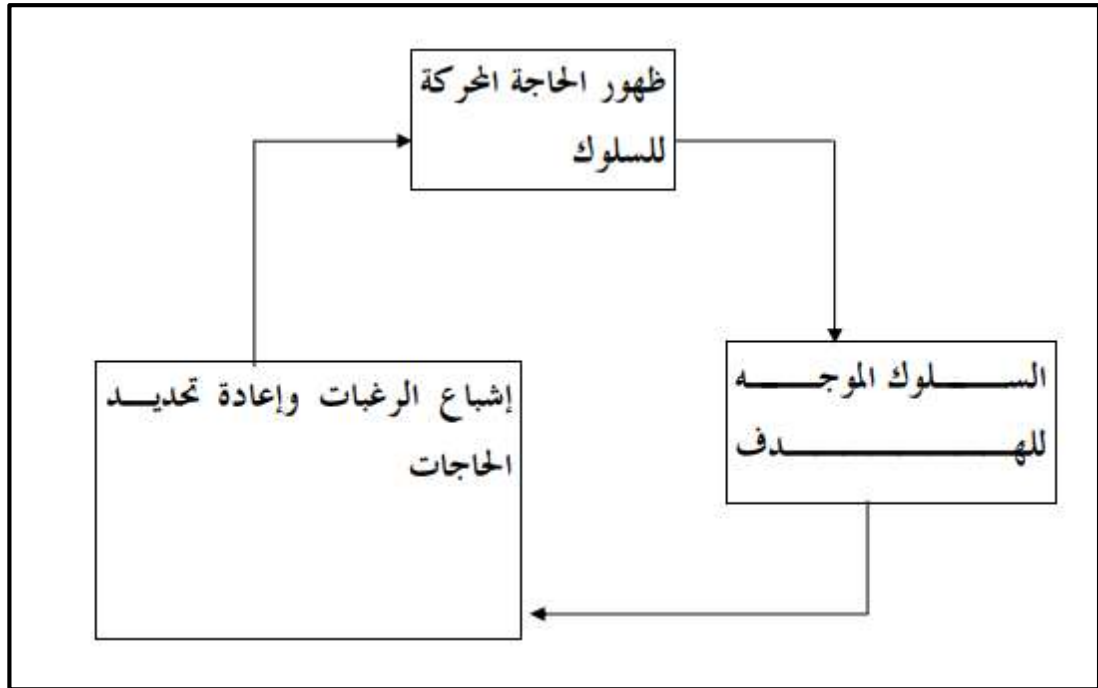 ظهور الحاجة المحركة
للسلوك
السلوك الموجه
للهدف
إشباع الرغبات وإعادة تحديد
الحاجات